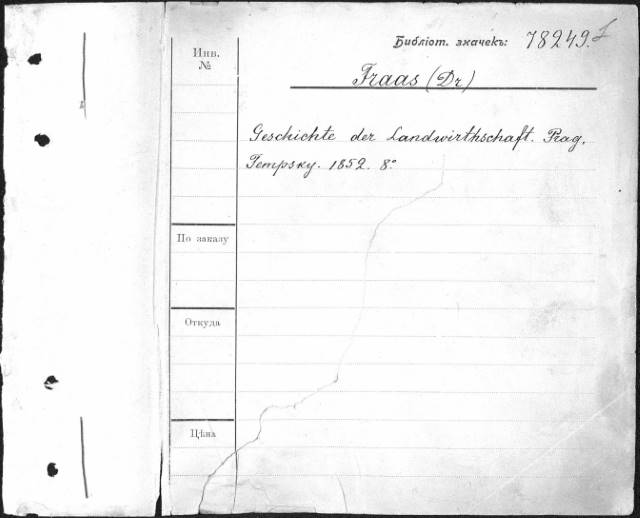 Библіот. значекъ: 78249.
Инв.
№
Fraas (Dr)
Geschichte der Landwirthschaft. Prag,
Tempsky. 1852. 8°
По заказу
Откуда
Цѣна